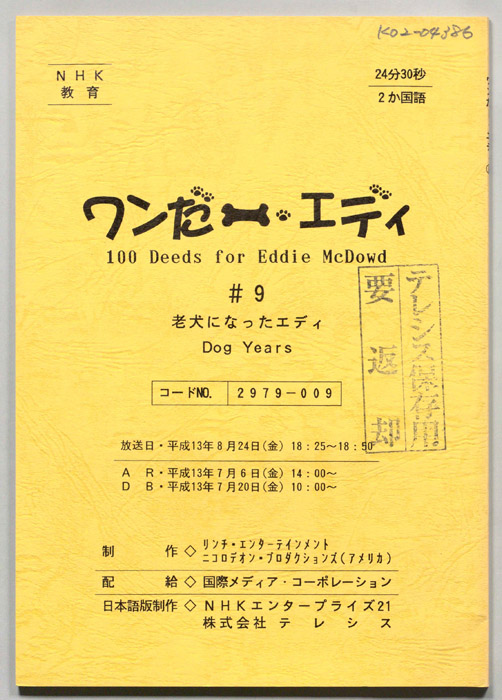 K02-04386
NHK
教育
24分30秒
2か国語
ワンだー・エディ
100 Deeds for Eddie McDowd
#9
老犬になったエディ
Dog Years
コードNO. 2979-009
テレシス保存用
要返却
放送日・平成13年8月24日(金) 18:25~18:50
AR・平成13年7月6日(金) 14:00~
DB・平成13年7月20日(金) 10:00~
制作◇リンチ・エンターテインメント
ニコロデオン・プロダクションズ(アメリカ)
配給◇国際メディア・コーポレーション
日本語版制作◇NHKエンタープライズ21
株式会社テレシス